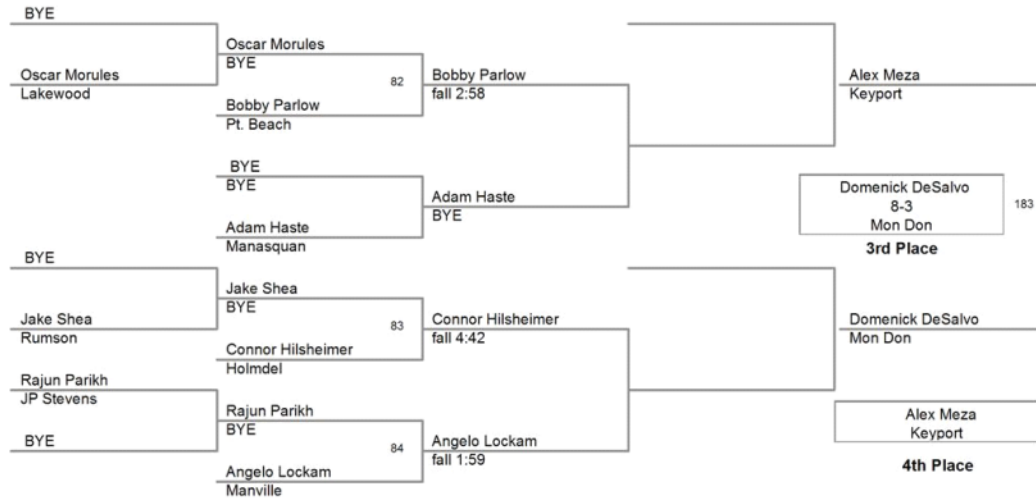 BYE
Oscar Morules
Lakewood
Oscar Morules
BYE
82
Bobby Parlow
Pt. Beach
Bobby Parlow
fall 2:58
BYE
BYE
Adam Haste
Manasquan
Adam Haste
BYE
Alex Meza
Keyport
Domenick DeSalvo
8-3
Mon Don
183
3rd Place
BYE
Jake Shea
Rumson
Jake Shea
BYE
83
Connor Hilsheimer
Holmdel
Connor Hilsheimer
fall 4:42
Rajun Parikh
JP Stevens
BYE
Rajun Parikh
BYE
84
Angelo Lockam
Manville
Angelo Lockam
fall 1:59
Domenick DeSalvo
Mon Don
Alex Meza
Keyport
4th Place